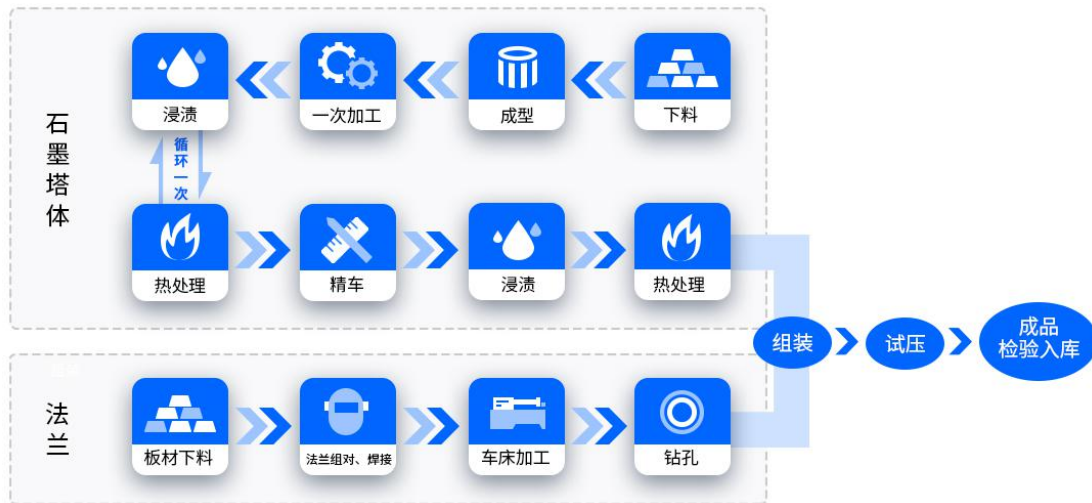 石墨塔体
浸渍
一次加工
成型
下料
循环一次
热处理
精车
浸渍
热处理
组装
试压
成品
检验入库
法兰
板材下料
法兰组对、焊接
车床加工
钻孔